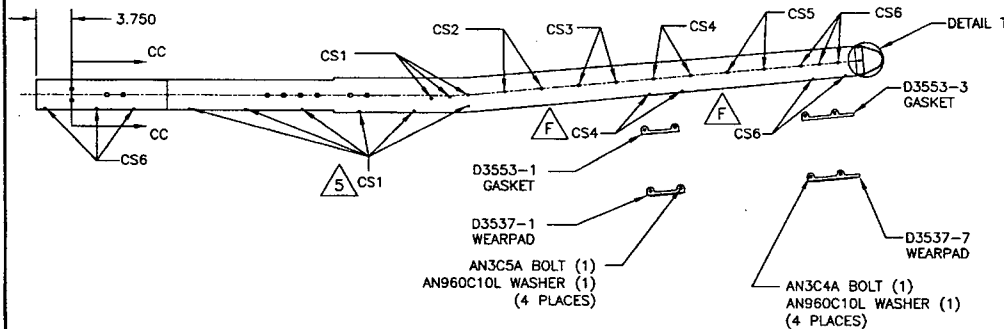 3.750
CC
CC
CS6
CS1
5
CS1
CS2
CS3
CS4
CS5
CS6
DETAIL
F
CS4
F
CS6
D3553-3
GASKET
D3553-1
GASKET
D3537-1
WEARPAD
AN3C5A BOLT (1)
AN960C10L WASHER (1)
(4 PLACES)
D3537-7
WEARPAD
AN3C4A BOLT (1)
AN960C10L WASHER (1)
(4 PLACES)